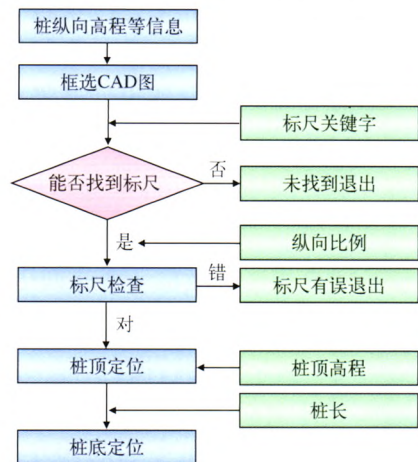 桩纵向高程等信息
框选CAD图
标尺关键字
能否找到标尺
否
未找到退出
是
纵向比例
标尺检查
错
标尺有误退出
对
桩顶定位
桩顶高程
桩长
桩底定位